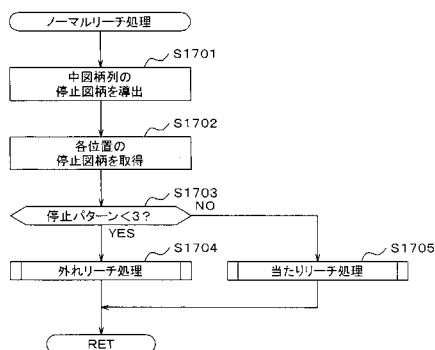 ノーマルリーチ処理
S1701
中図柄列の
停止図柄を導出
S1702
各位置の
停止図柄を取得
S1703
停止パターン<3?
NO
YES
S1704
S1705
外れリーチ処理
当たりリーチ処理
RET